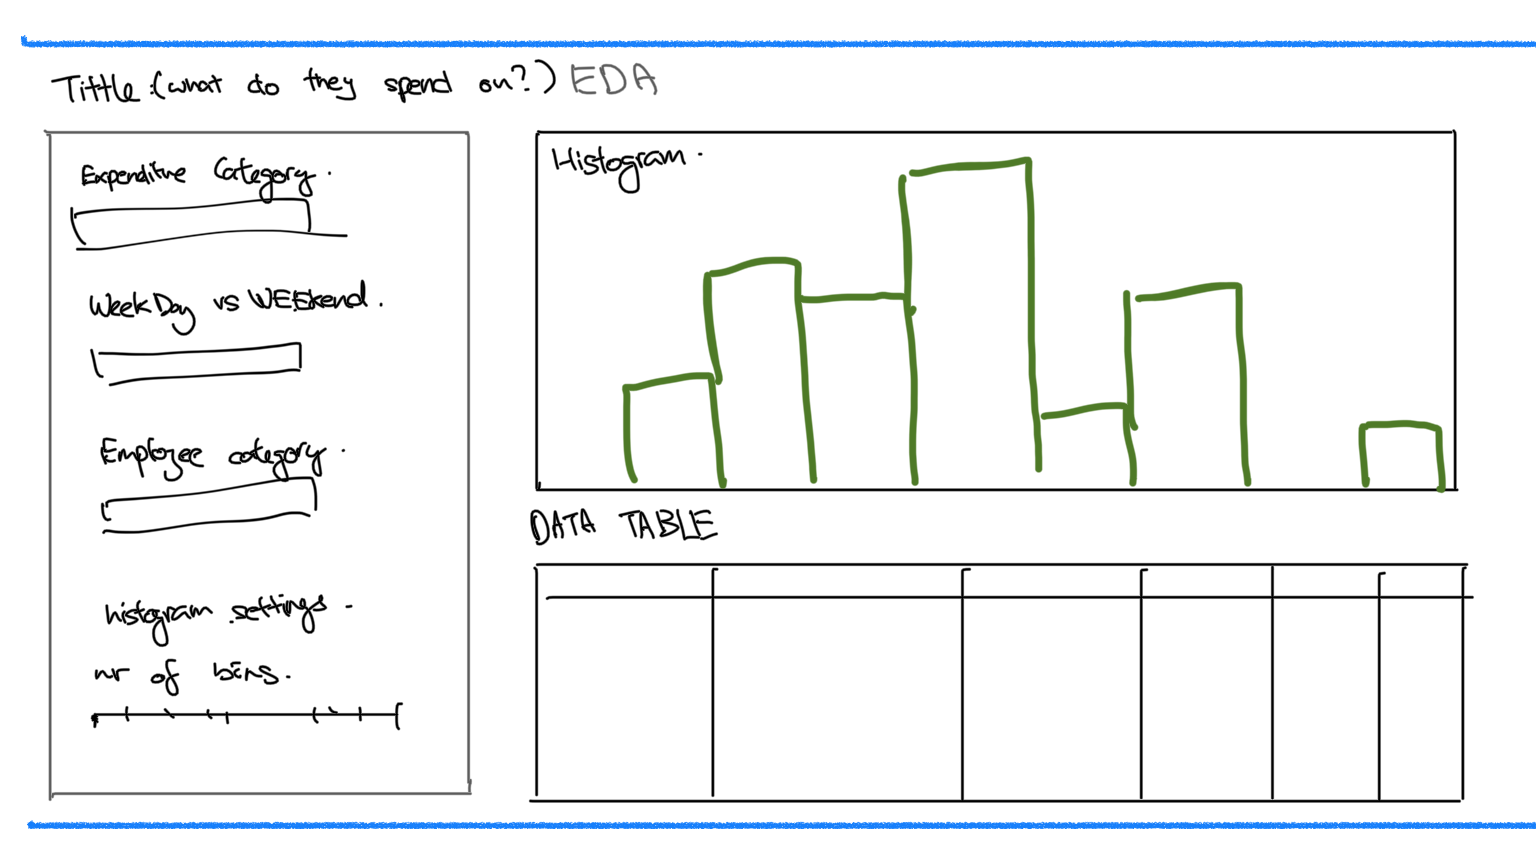 Tittle:(what do they spend on?) EDA
Expenditure Category.
WeekDay vs WEEkend.
Employee category.
histogram settings.
nr of bins.
Histogram.
DATA TABLE